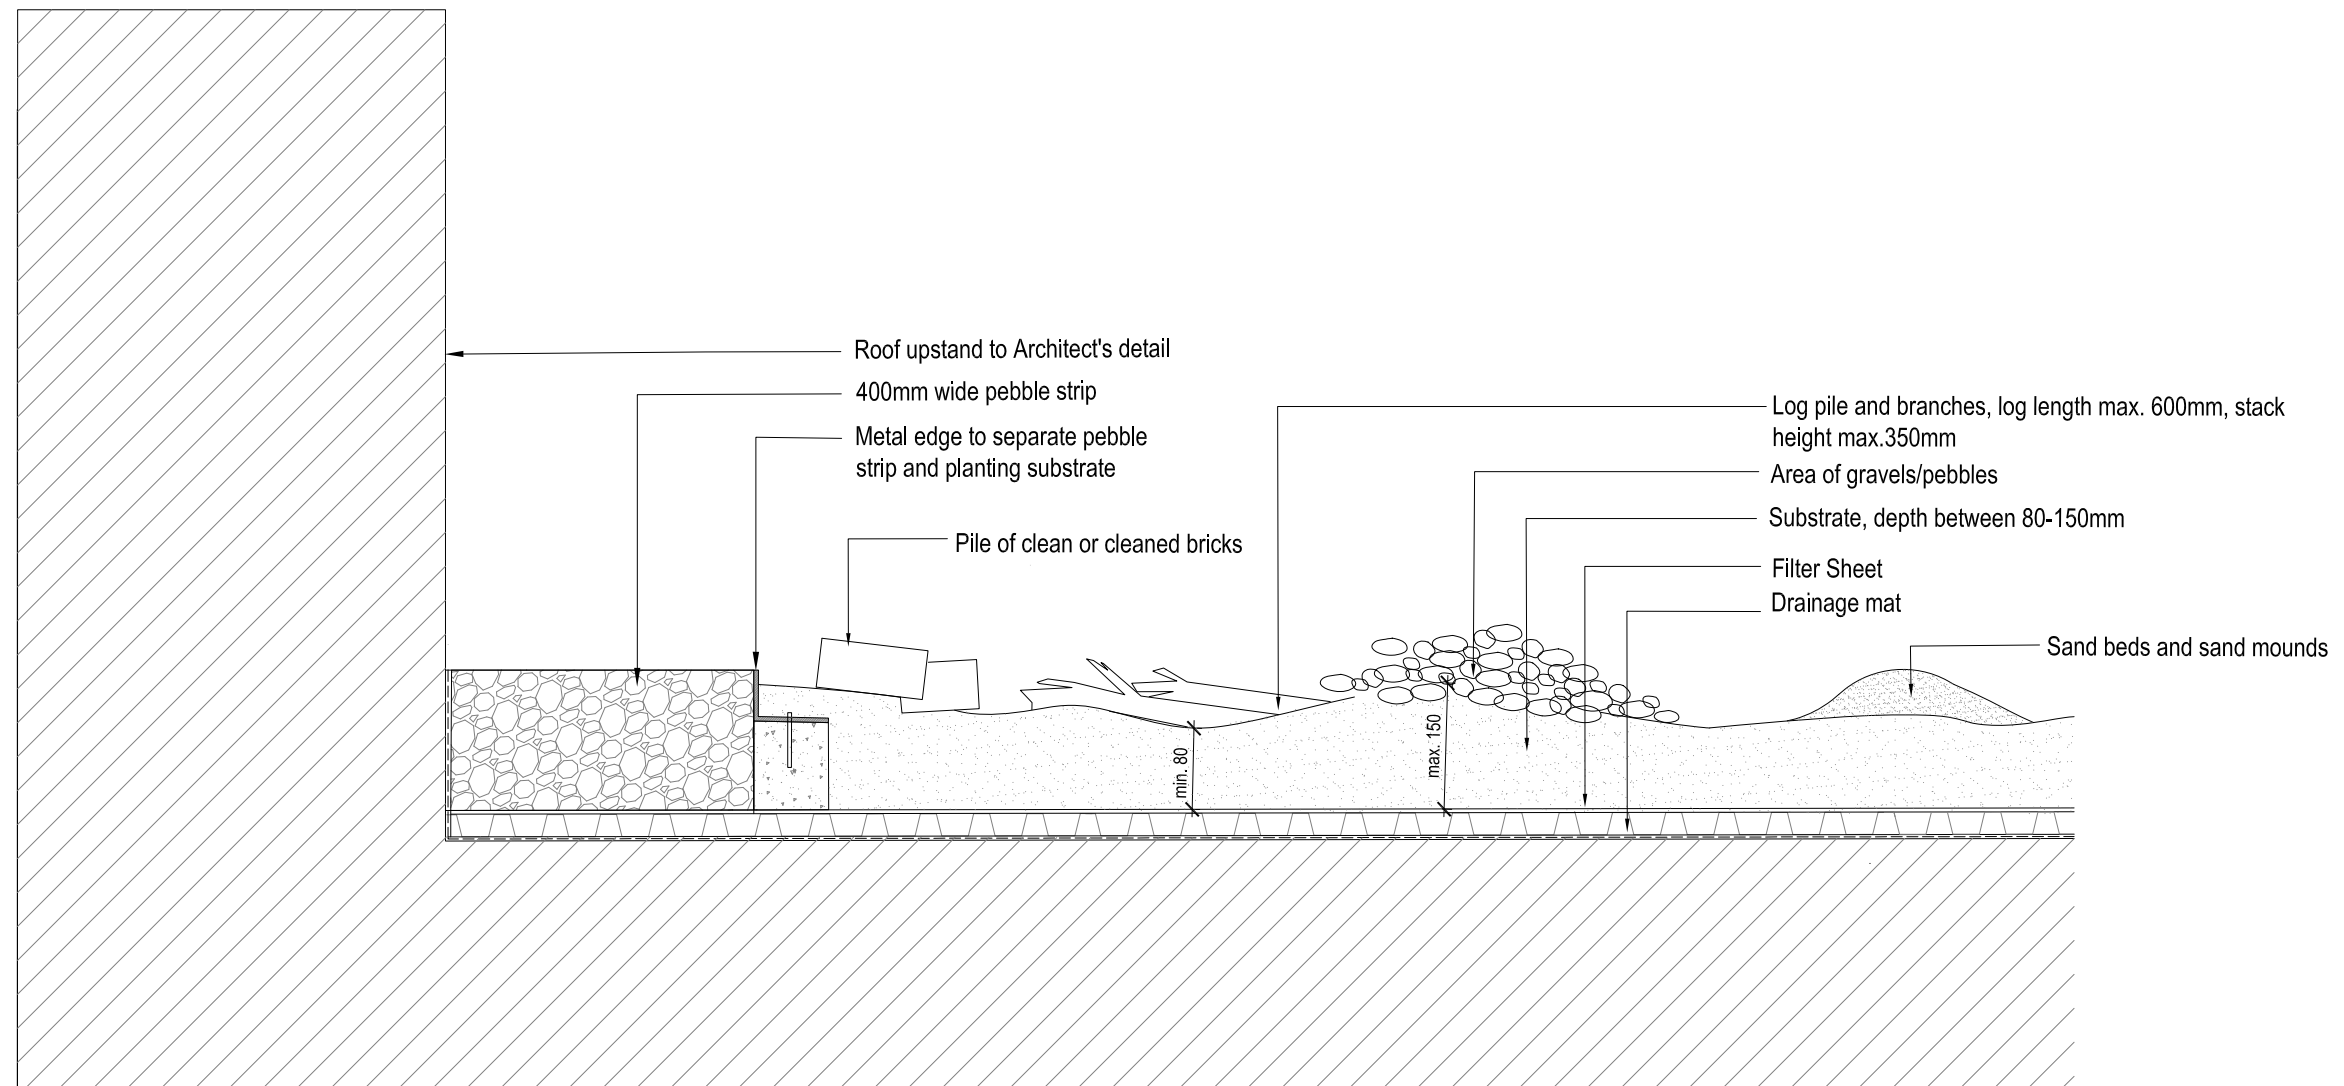 Roof upstand to Architect's detail
400mm wide pebble strip
Metal edge to separate pebble
strip and planting substrate
Pile of clean or cleaned bricks
Log pile and branches, log length max. 600mm, stack
height max.350mm
Area of gravels/pebbles
Substrate, depth between 80-150mm
Filter Sheet
Drainage mat
Sand beds and sand mounds
min. 80
max. 150